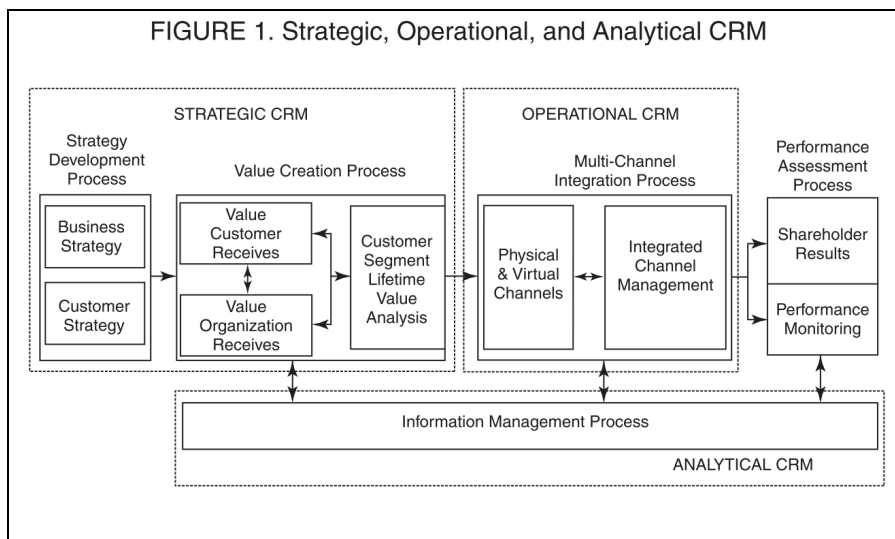 FIGURE 1. Strategic, Operational, and Analytical CRM
STRATEGIC CRM
OPERATIONAL CRM
Strategy
Development
Process
Value Creation Process
Multi-Channel
Integration Process
Performance
Assessment
Process
Business
Strategy
Customer
Strategy
Value
Customer
Receives
Value
Organization
Receives
Customer
Segment
Lifetime
Value
Analysis
Physical
& Virtual
Channels
Integrated
Channel
Management
Shareholder
Results
Performance
Monitoring
Information Management Process
ANALYTICAL CRM